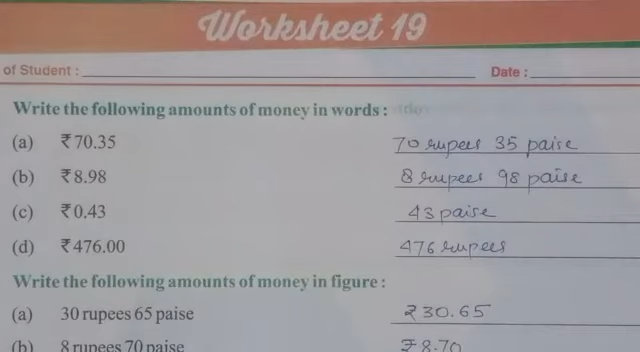 Worksheet 19
of Student : Date :
Write the following amounts of money in words :
(a) ₹70.35 70 rupees 35 paise
(b) ₹8.98 8 rupees 98 paise
(c) ₹0.43 43 paise
(d) ₹476.00 476 rupees
Write the following amounts of money in figure :
(a) 30 rupees 65 paise ₹30.65
(b) 8 rupees 70 paise ₹8.70